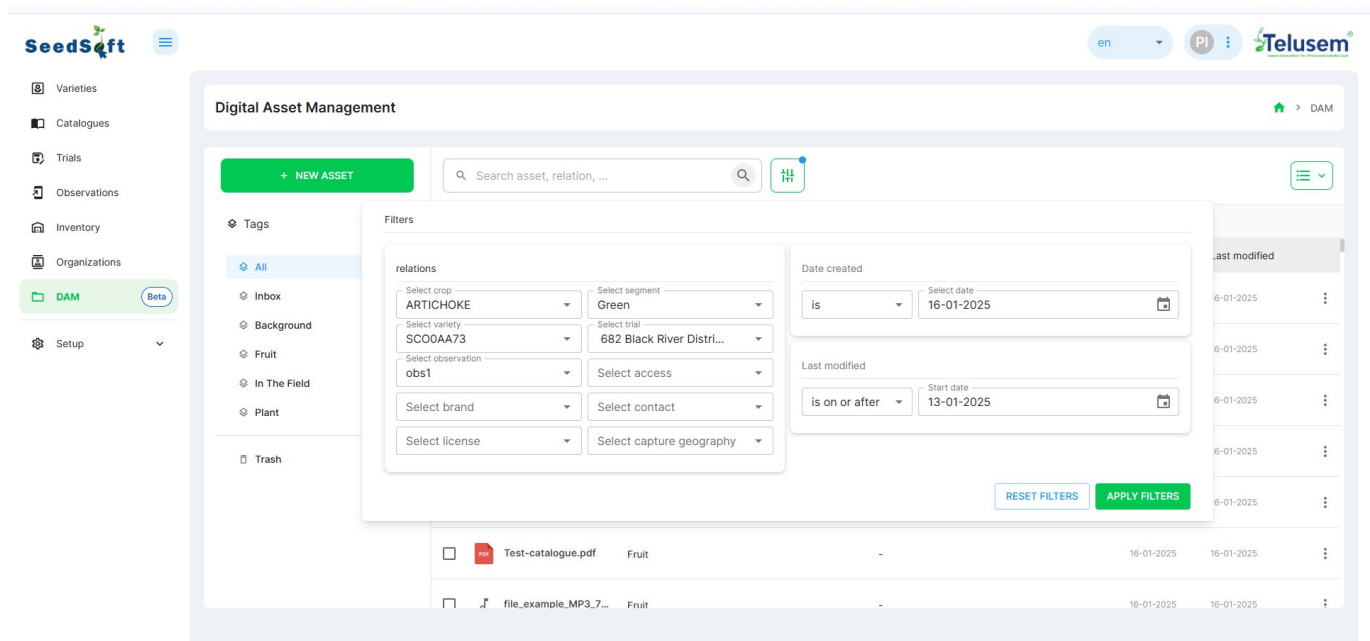 SeedSoft
en
PI
Telusem®
Varieties
Catalogues
Trials
Observations
Inventory
Organizations
DAM
Beta
Setup
Digital Asset Management
> DAM
+ NEW ASSET
Search asset, relation, ...
Tags
All
Inbox
Background
Fruit
In The Field
Plant
Trash
Filters
relations
Select crop
ARTICHOKE
Select segment
Green
Select variety
SCO0AA73
Select trial
682 Black River Distri...
Select observation
obs1
Select access
Select brand
Select contact
Select license
Select capture geography
Date created
is
Select date
16-01-2025
Last modified
is on or after
Start date
13-01-2025
RESET FILTERS
APPLY FILTERS
Last modified
6-01-2025
6-01-2025
6-01-2025
6-01-2025
6-01-2025
PDF
Test-catalogue.pdf Fruit - 16-01-2025 16-01-2025
file_example_MP3_7... Fruit - 16-01-2025 16-01-2025